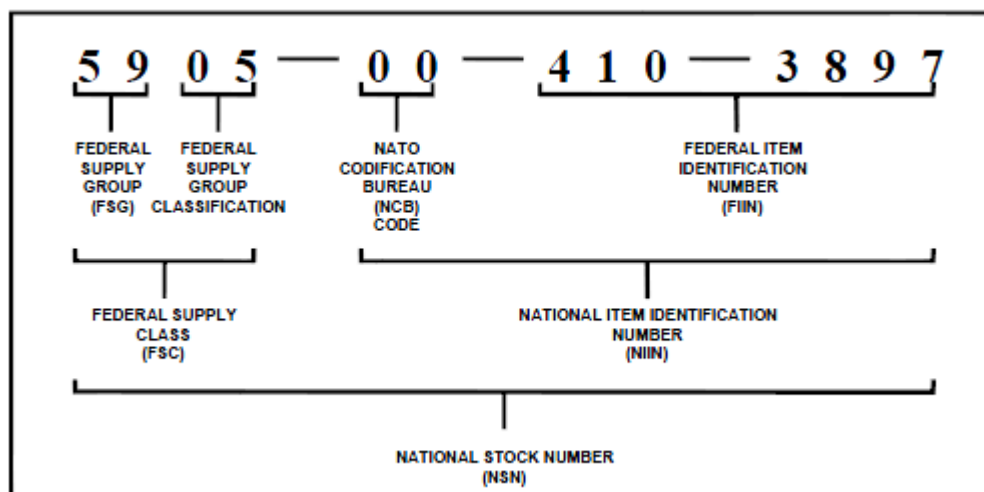 5 9 0 5 — 0 0 — 4 1 0 — 3 8 9 7
FEDERAL
SUPPLY
GROUP
(FSG)
FEDERAL
SUPPLY
GROUP
CLASSIFICATION
NATO
CODIFICATION
BUREAU
(NCB)
CODE
FEDERAL ITEM
IDENTIFICATION
NUMBER
(FIIN)
FEDERAL SUPPLY
CLASS
(FSC)
NATIONAL ITEM IDENTIFICATION
NUMBER
(NIIN)
NATIONAL STOCK NUMBER
(NSN)